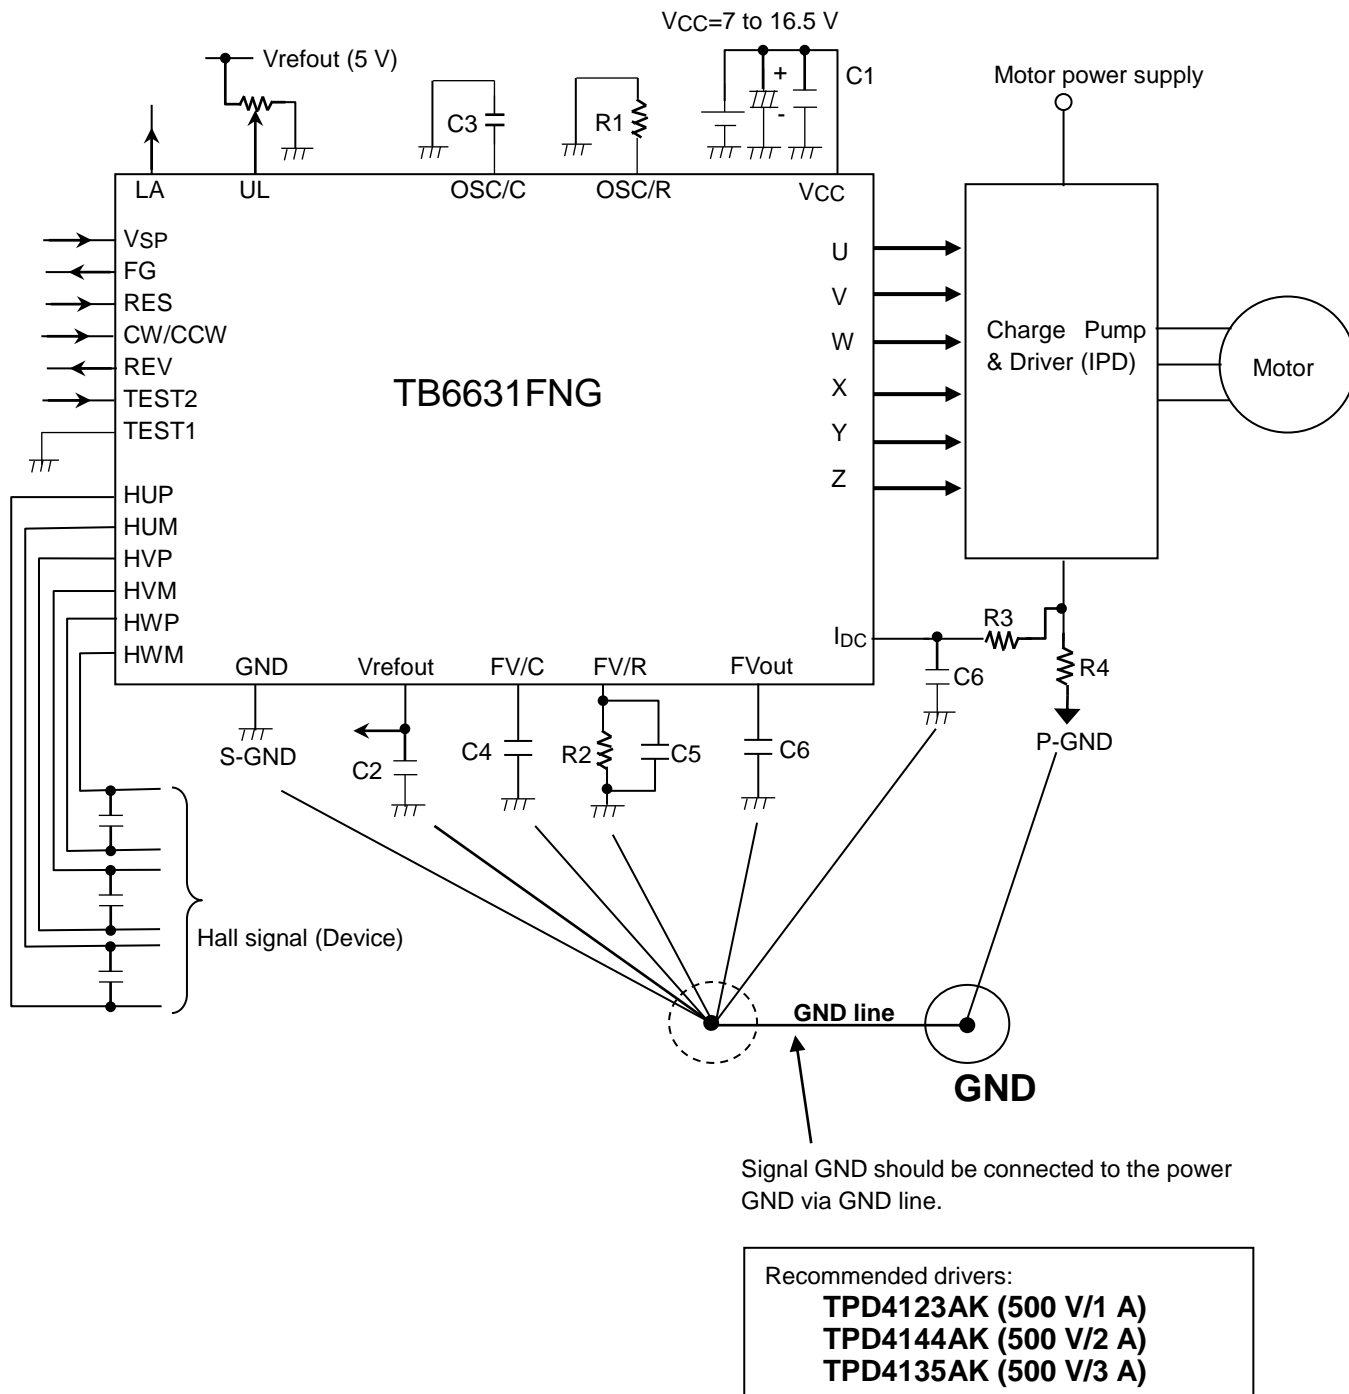 VCC=7 to 16.5 V
Vrefout (5 V)
+
C1
Motor power supply
C3
R1
-
LA
UL
OSC/C
OSC/R
VCC
VSP
FG
RES
CW/CCW
REV
TEST2
TEST1
HUP
HUM
HVP
HVM
HWP
HWM
TB6631FNG
U
V
W
X
Y
Z
Charge Pump
& Driver (IPD)
Motor
IDC
R3
GND
Vrefout
FV/C
FV/R
FVout
C6
R4
S-GND
C2
C4
R2
C5
C6
P-GND
Hall signal (Device)
GND line
GND
Signal GND should be connected to the power
GND via GND line.
Recommended drivers:
TPD4123AK (500 V/1 A)
TPD4144AK (500 V/2 A)
TPD4135AK (500 V/3 A)